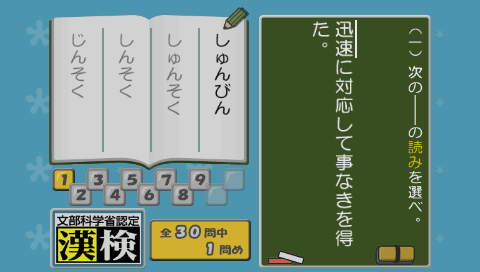 （一）次の――の読みを選べ。
迅速に対応して事なきを得
た。
しゅんびん
しゅんそく
しんそく
じんそく
1 3 5 7 9
2 4 6 8
文部科学省認定
漢検
全30問中
1問め